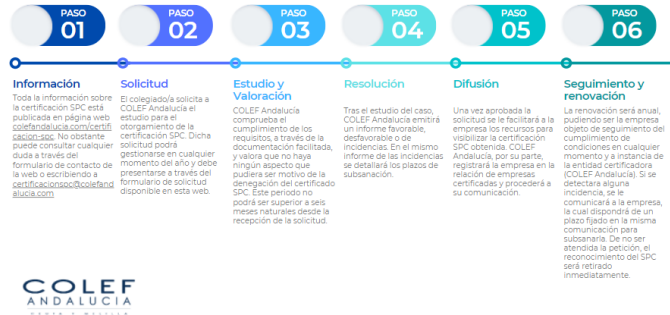 PASO
01
PASO
02
PASO
03
PASO
04
PASO
05
PASO
06
Información
Toda la información sobre
la certificación SPC está
publicada en página web
colefandalucia.com/certifi
cacion-spc. No obstante
puede consultar cualquier
duda a través del
formulario de contacto de
la web o escribiendo a
certificacionspc@colefand
alucia.com
Solicitud
El colegiado/a solicita a
COLEF Andalucía el
estudio para el
otorgamiento de la
certificación SPC. Dicha
solicitud podrá
gestionarse en cualquier
momento del año y debe
presentarse a través del
formulario de solicitud
disponible en esta web.
Estudio y
Valoración
COLEF Andalucía
comprueba el
cumplimiento de los
requisitos, a través de la
documentación facilitada,
y valora que no haya
ningún aspecto que
pudiera ser motivo de la
denegación del certificado
SPC. Este periodo no
podrá ser superior a seis
meses naturales desde la
recepción de la solicitud.
Resolución
Tras el estudio del caso,
COLEF Andalucía emitirá
un informe favorable,
desfavorable o de
incidencias. En el mismo
informe de las incidencias
se detallará los plazos de
subsanación.
Difusión
Una vez aprobada la
solicitud se le facilitará a la
empresa los recursos para
visibilizar la certificación
SPC obtenida. COLEF
Andalucía, por su parte,
registrará la empresa en la
relación de empresas
certificadas y procederá a
su comunicación.
Seguimiento y
renovación
La renovación será anual,
pudiendo ser la empresa
objeto de seguimiento del
cumplimiento de
condiciones en cualquier
momento y a instancia de
la entidad certificadora
(COLEF Andalucía). Si se
detectara alguna
incidencia, se le
comunicará a la empresa,
la cual dispondrá de un
plazo fijado en la misma
comunicación para
subsanarla. De no ser
atendida la petición, el
reconocimiento del SPC
será retirado
inmediatamente.
COLEF
ANDALUCIA